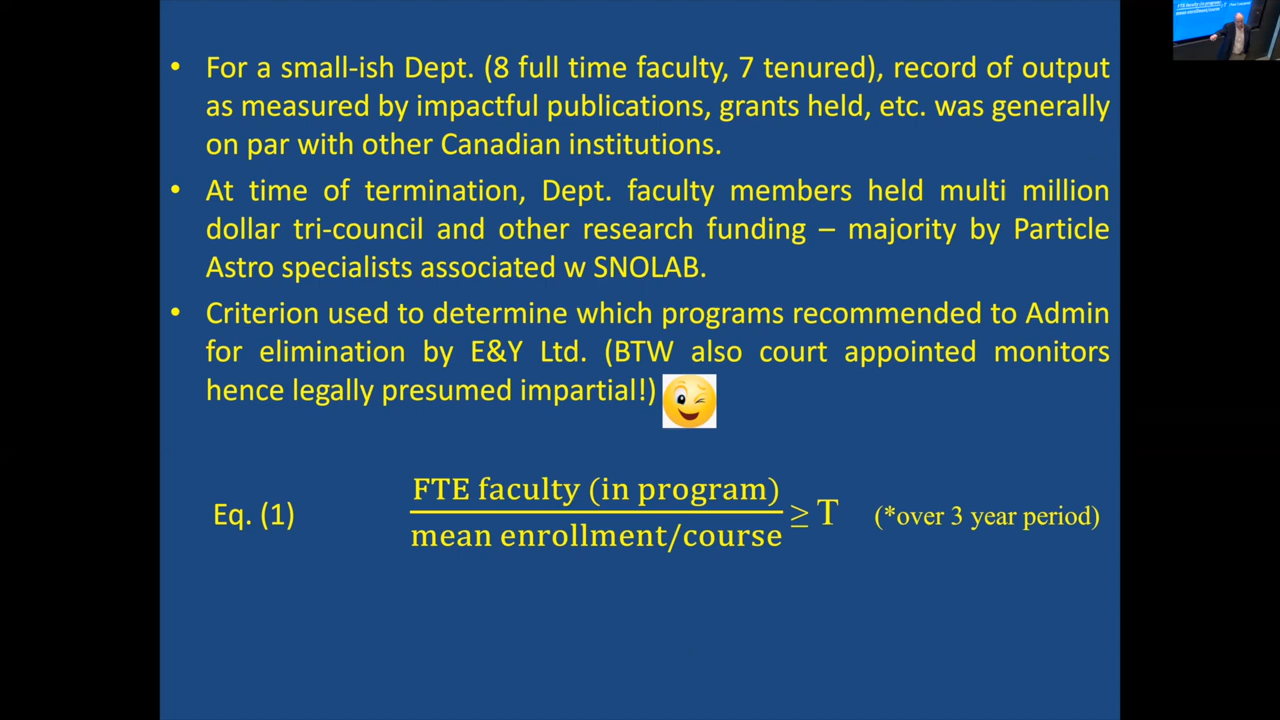 • For a small-ish Dept. (8 full time faculty, 7 tenured), record of output
as measured by impactful publications, grants held, etc. was generally
on par with other Canadian institutions.
• At time of termination, Dept. faculty members held multi million
dollar tri-council and other research funding – majority by Particle
Astro specialists associated w SNOLAB.
• Criterion used to determine which programs recommended to Admin
for elimination by E&Y Ltd. (BTW also court appointed monitors
hence legally presumed impartial!)
Eq. (1) FTE faculty (in program)
mean enrollment/course
≥ T (*over 3 year period)